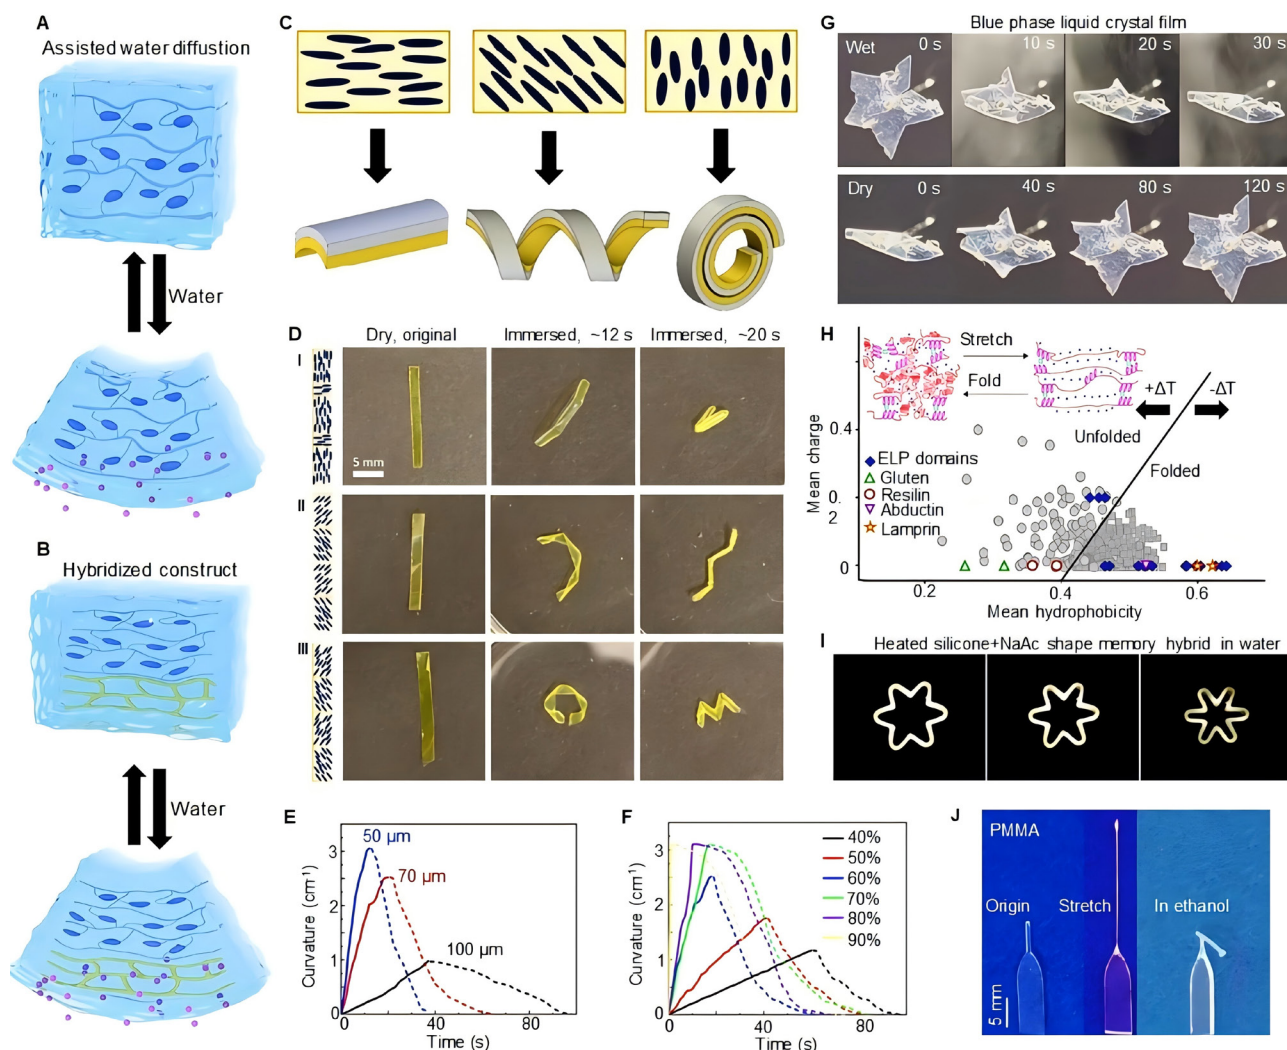 A
Assisted water diffustion
Water
B
Hybridized construct
Water
C
D
Dry, original
Immersed, ~12 s
Immersed, ~20 s
I
5 mm
II
III
E
50 µm
70 µm
100 µm
3
2
1
0
0
40
80
Curvature (cm-1)
Time (s)
F
40%
50%
60%
70%
80%
90%
3
2
1
0
0
40
80
Curvature (cm-1)
Time (s)
G
Blue phase liquid crystal film
Wet
0 s
10 s
20 s
30 s
Dry
0 s
40 s
80 s
120 s
H
Stretch
Fold
+ΔT
-ΔT
Unfolded
Folded
ELP domains
Gluten
Resilin
Abductin
Lamprin
0.4
0.
2
0
Mean charge
0.2
0.4
0.6
Mean hydrophobicity
I
Heated silicone+NaAc shape memory hybrid in water
J
PMMA
Origin
Stretch
In ethanol
5 mm